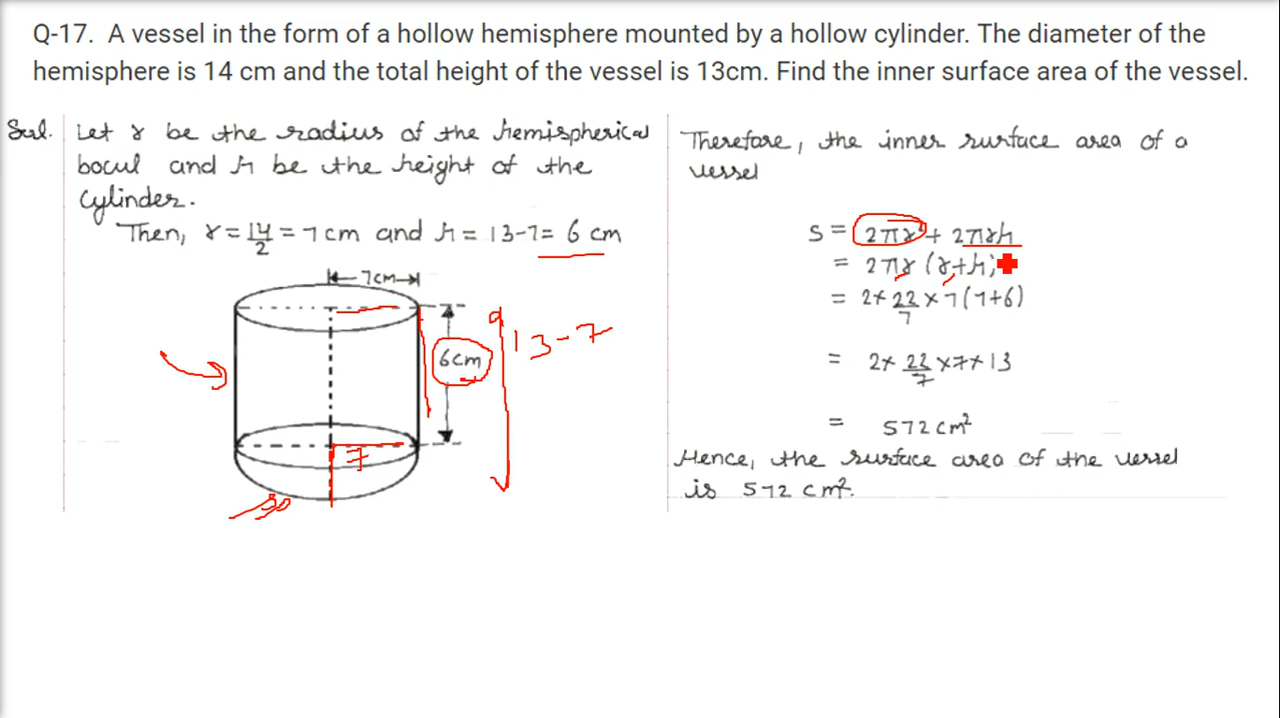 Q-17. A vessel in the form of a hollow hemisphere mounted by a hollow cylinder. The diameter of the
hemisphere is 14 cm and the total height of the vessel is 13cm. Find the inner surface area of the vessel.
Sol. Let r be the radius of the hemispherical
bowl and h be the height of the
cylinder.
Then, r = 14/2 = 7 cm and h = 13-7 = 6 cm
7cm
6cm
13-7
7
Therefore, the inner surface area of a
vessel
S = 2πr² + 2πrh
= 2πr (r+h)
= 2× 22/7 × 7 (7+6)
= 2× 22/7 ×7×13
= 572 cm²
Hence, the surface area of the vessel
is 572 cm².